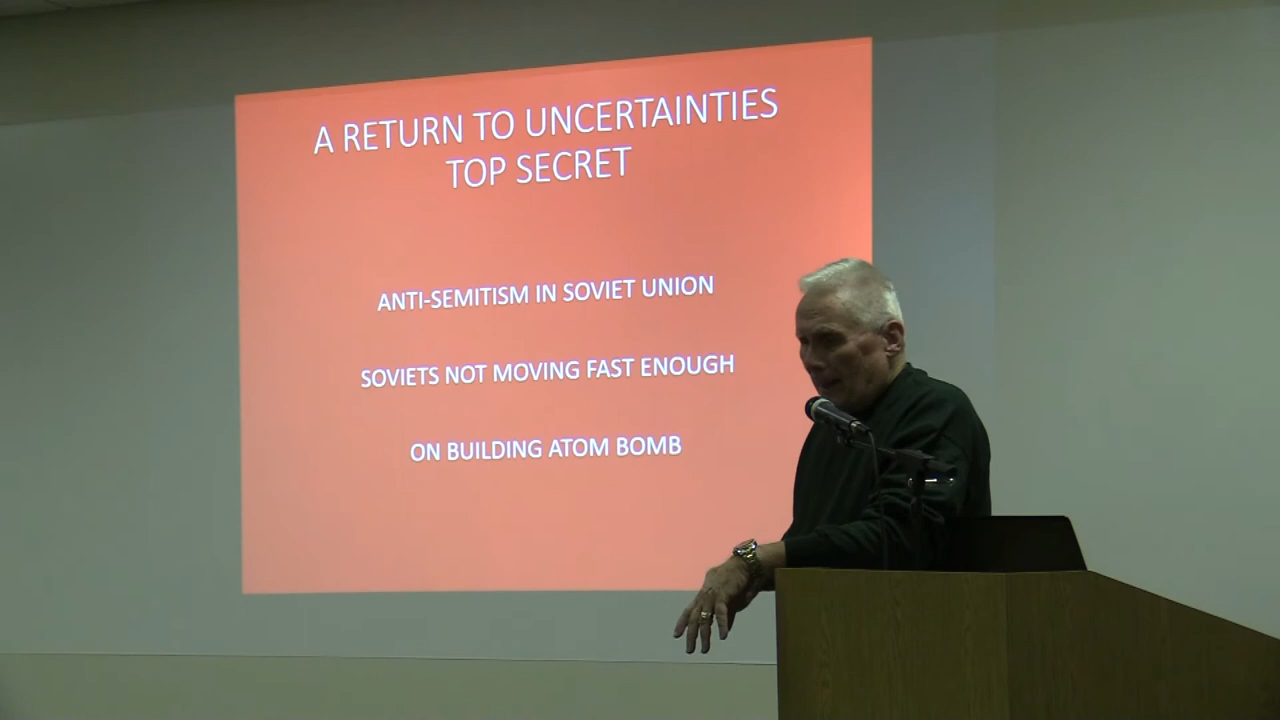 A RETURN TO UNCERTAINTIES
TOP SECRET
ANTI-SEMITISM IN SOVIET UNION
SOVIETS NOT MOVING FAST ENOUGH
ON BUILDING ATOM BOMB